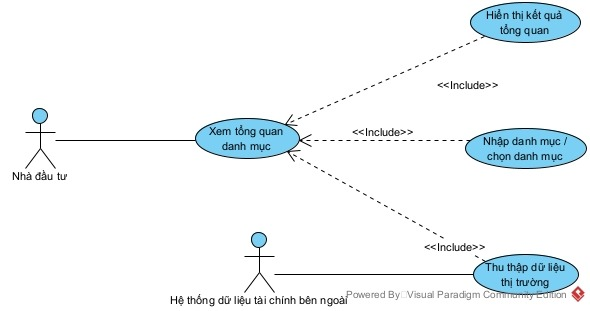 Hiển thị kết quả
tổng quan
<<Include>>
Xem tổng quan
danh mục
<<Include>>
Nhập danh mục /
chọn danh mục
Nhà đầu tư
<<Include>>
Thu thập dữ liệu
thị trường
Hệ thống dữ liệu tài chính bên ngoài
Powered By Visual Paradigm Community Edition